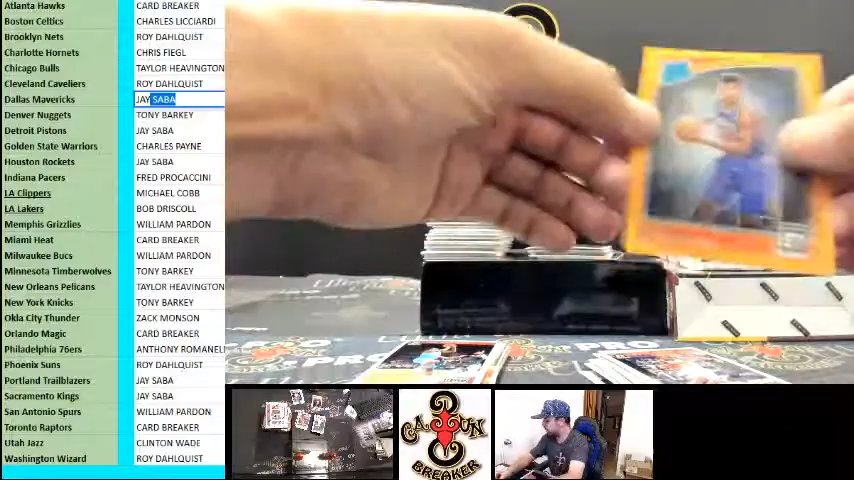 Atlanta Hawks CARD BREAKER
Boston Celtics CHARLES LICCIARDI
Brooklyn Nets ROY DAHLQUIST
Charlotte Hornets CHRIS FIEGL
Chicago Bulls TAYLOR HEAVINGTON
Cleveland Caveliers ROY DAHLQUIST
Dallas Mavericks JAY SABA
Denver Nuggets TONY BARKEY
Detroit Pistons JAY SABA
Golden State Warriors CHARLES PAYNE
Houston Rockets JAY SABA
Indiana Pacers FRED PROCACCINI
LA Clippers MICHAEL COBB
LA Lakers BOB DRISCOLL
Memphis Grizzlies WILLIAM PARDON
Miami Heat CARD BREAKER
Milwaukee Bucs WILLIAM PARDON
Minnesota Timberwolves TONY BARKEY
New Orleans Pelicans TAYLOR HEAVINGTON
New York Knicks TONY BARKEY
Okla City Thunder ZACK MONSON
Orlando Magic CARD BREAKER
Philadelphia 76ers ANTHONY ROMANEL
Phoenix Suns ROY DAHLQUIST
Portland Trailblazers JAY SABA
Sacramento Kings JAY SABA
San Antonio Spurs WILLIAM PARDON
Toronto Raptors CARD BREAKER
Utah Jazz CLINTON WADE
Washington Wizard ROY DAHLQUIST
CAJUN
BREAKER